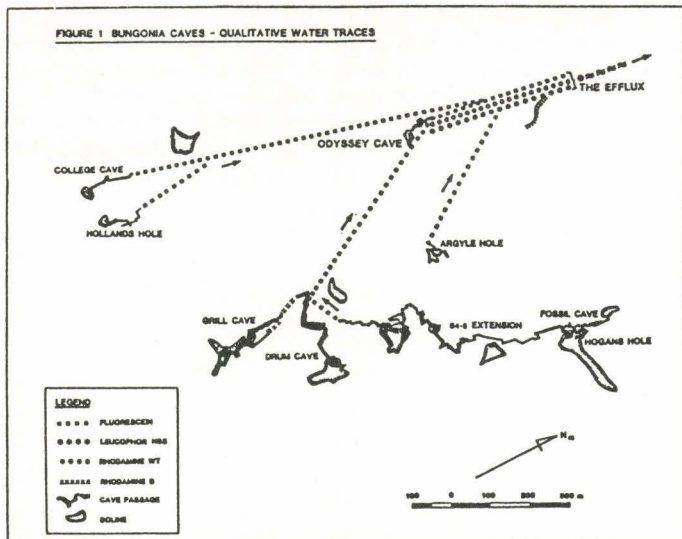 FIGURE 1 BUNGONIA CAVES - QUALITATIVE WATER TRACES
THE EFFLUX
ODYSSEY CAVE
COLLEGE CAVE
HOLLANDS HOLE
ARGYLE HOLE
GRILL CAVE
DRUM CAVE
B4-5 EXTENSION
FOSSIL CAVE
HOGANS HOLE
LEGEND
FLUORESCEIN
LEUCOPHOR
RHODAMINE WT
RHODAMINE B
CAVE PASSAGE
DOLINE
N
100 0 100 200 300 m